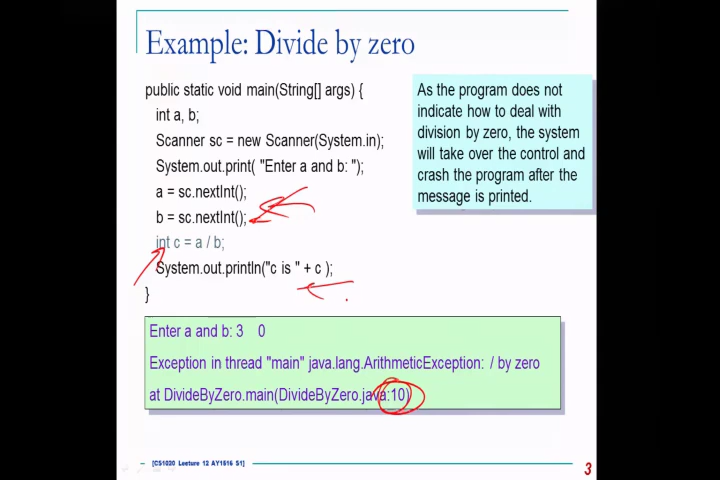 Example: Divide by zero
public static void main(String[] args) {
int a, b;
Scanner sc = new Scanner(System.in);
System.out.print( "Enter a and b: ");
a = sc.nextInt();
b = sc.nextInt();
int c = a / b;
System.out.println("c is " + c );
}
As the program does not
indicate how to deal with
division by zero, the system
will take over the control and
crash the program after the
message is printed.
Enter a and b: 3 0
Exception in thread "main" java.lang.ArithmeticException: / by zero
at DivideByZero.main(DivideByZero.java:10)
[CS1020 Lecture 12 AY1516 S1]
3